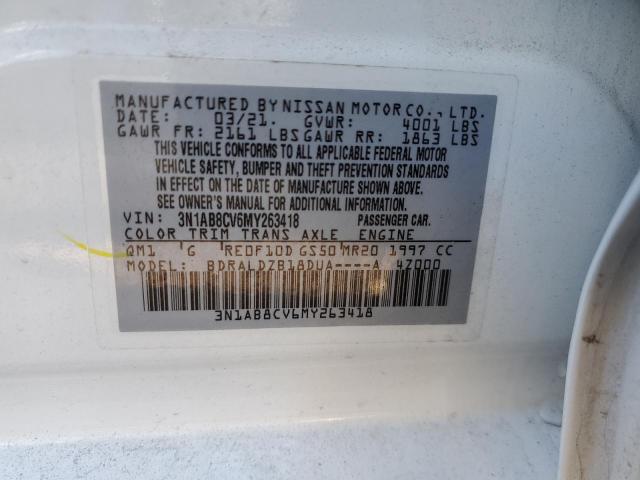 MANUFACTURED BY NISSAN MOTOR CO., LTD.
DATE: 03/21. GVWR: 4001 LBS
GAWR FR: 2161 LBS GAWR RR: 1863 LBS
THIS VEHICLE CONFORMS TO ALL APPLICABLE FEDERAL MOTOR
VEHICLE SAFETY, BUMPER AND THEFT PREVENTION STANDARDS
IN EFFECT ON THE DATE OF MANUFACTURE SHOWN ABOVE.
SEE OWNER'S MANUAL FOR ADDITIONAL INFORMATION.
VIN: 3N1AB8CV6MY263418 PASSENGER CAR.
COLOR TRIM TRANS AXLE ENGINE
QM1 'G 'RE0F10D GS50 MR20 1997 CC
MODEL: BDRALDZB18DUA----A 4Z000
3N1AB8CV6MY263418